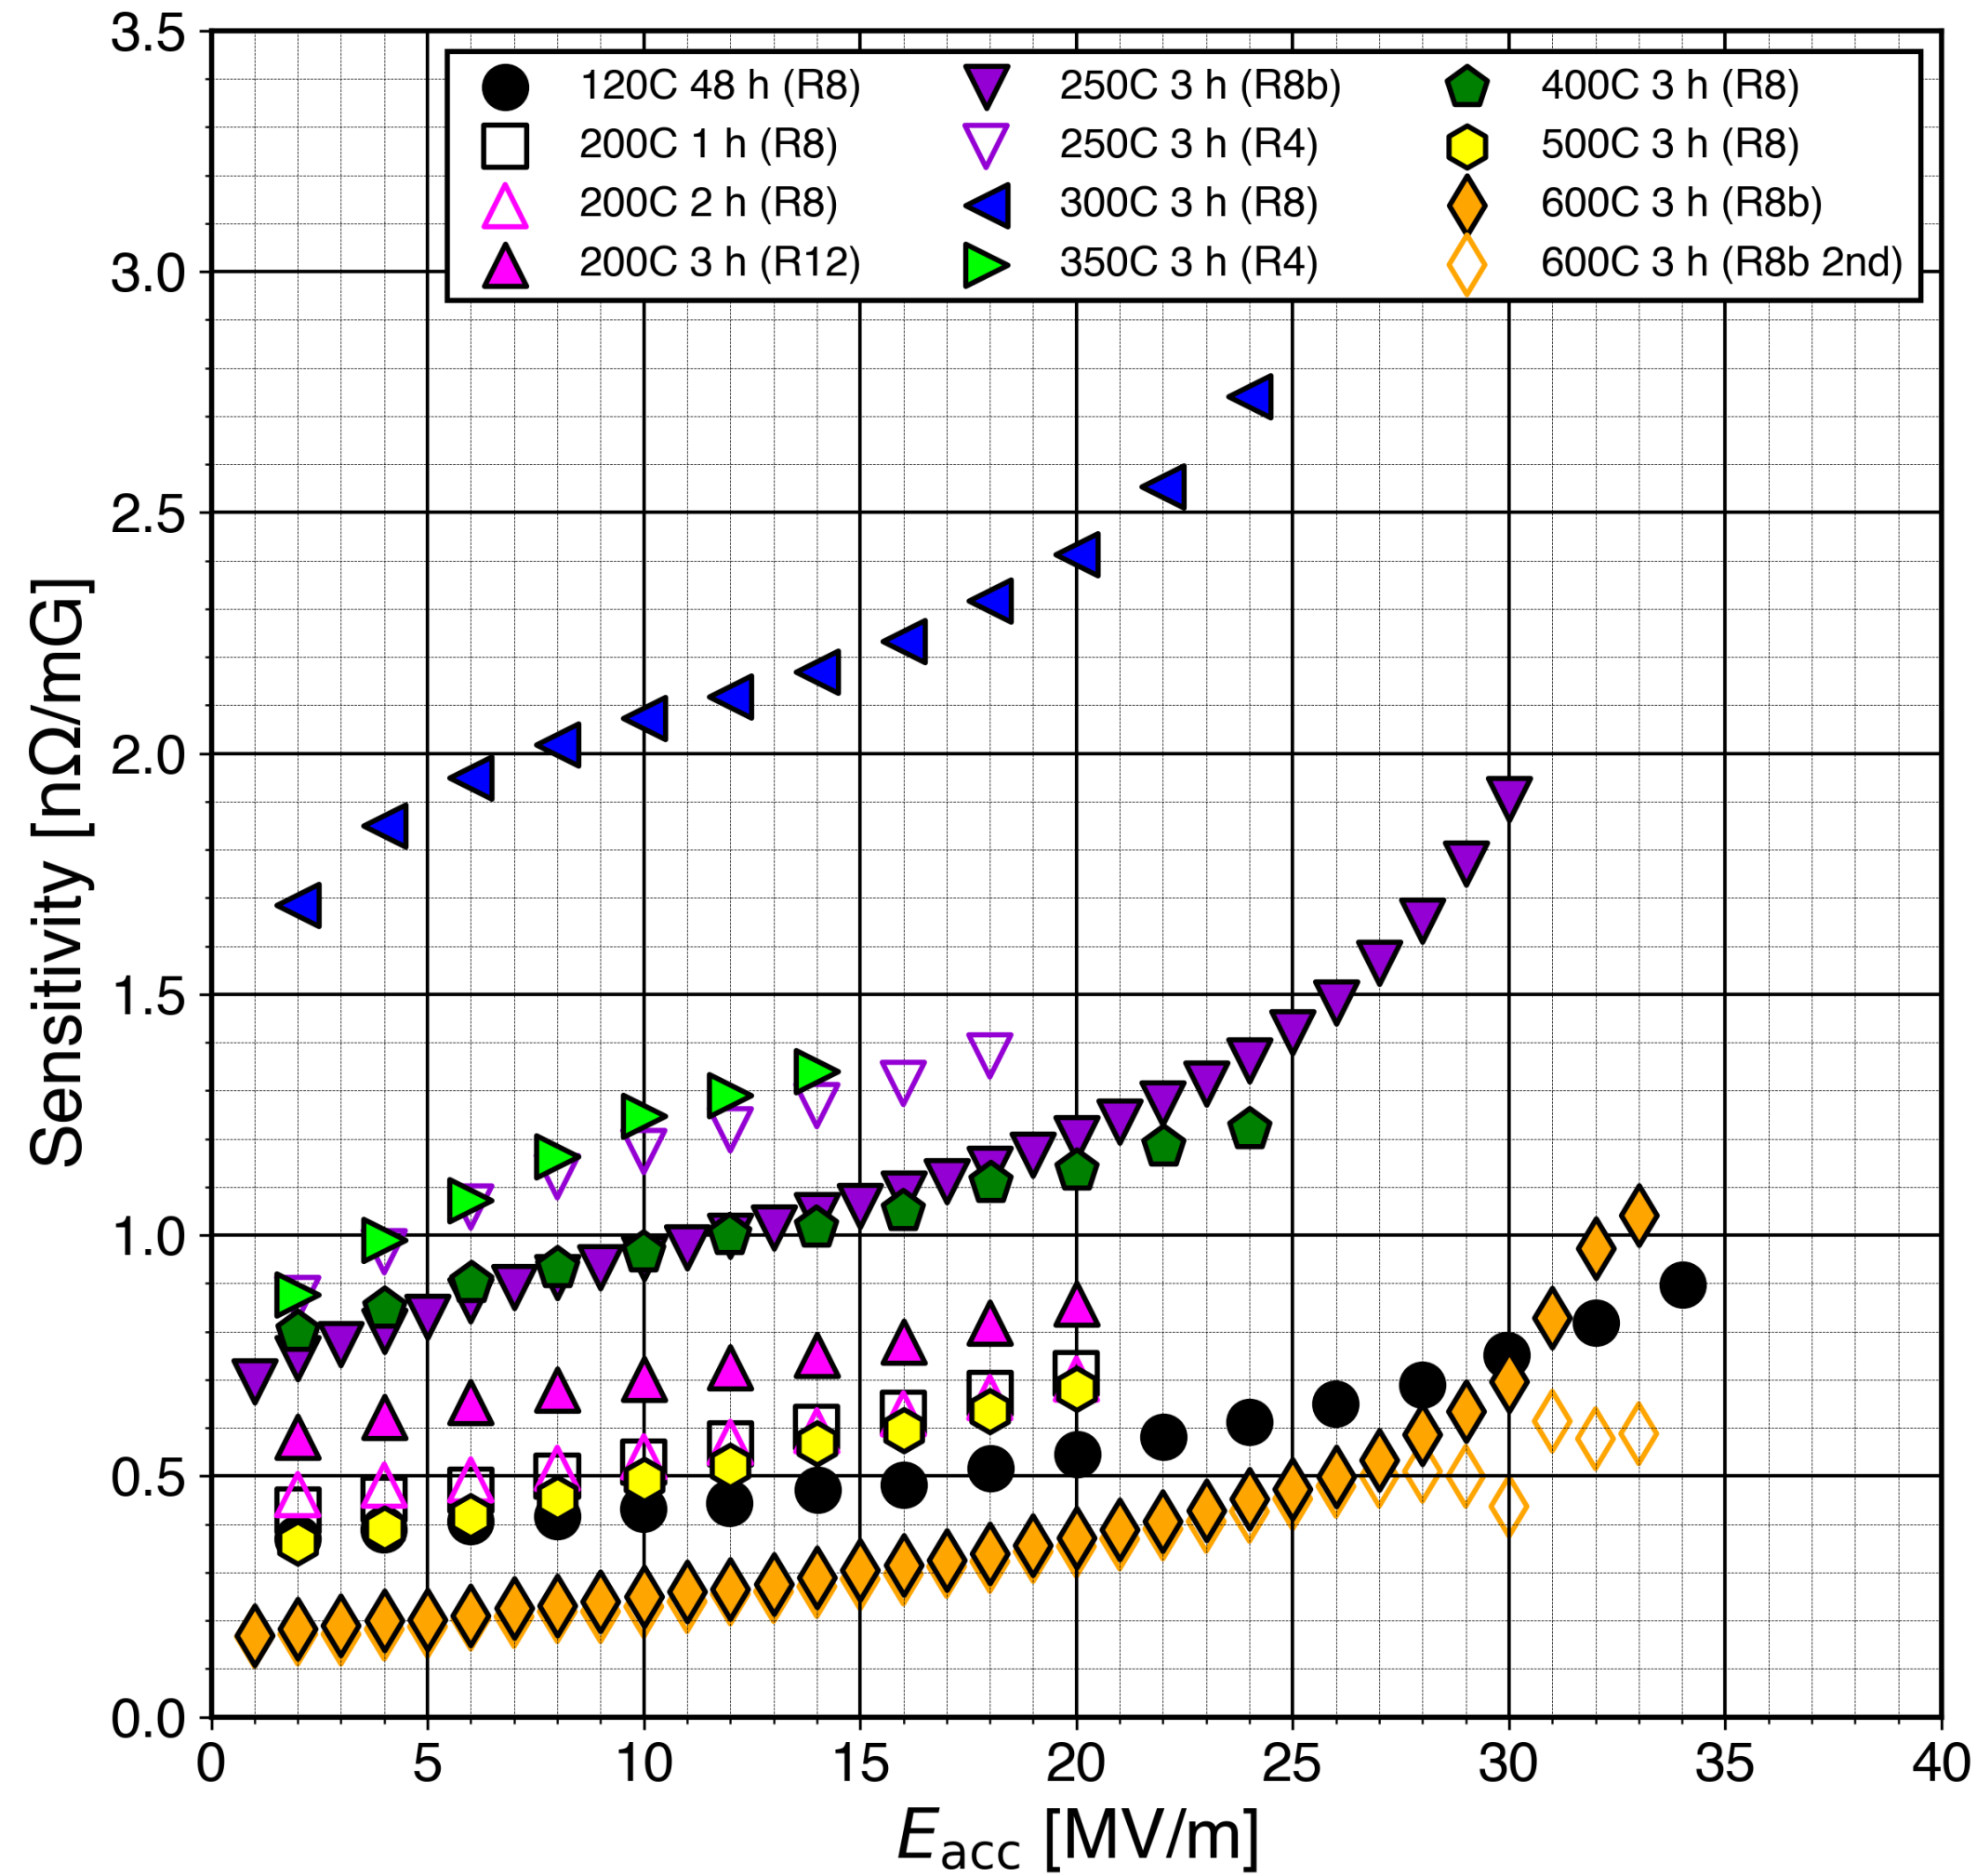 3.5
3.0
2.5
2.0
1.5
1.0
0.5
0.0
Sensitivity [nΩ/mG]
120C 48 h (R8)
200C 1 h (R8)
200C 2 h (R8)
200C 3 h (R12)
250C 3 h (R8b)
250C 3 h (R4)
300C 3 h (R8)
350C 3 h (R4)
400C 3 h (R8)
500C 3 h (R8)
600C 3 h (R8b)
600C 3 h (R8b 2nd)
0 5 10 15 20 25 30 35 40
Eacc [MV/m]